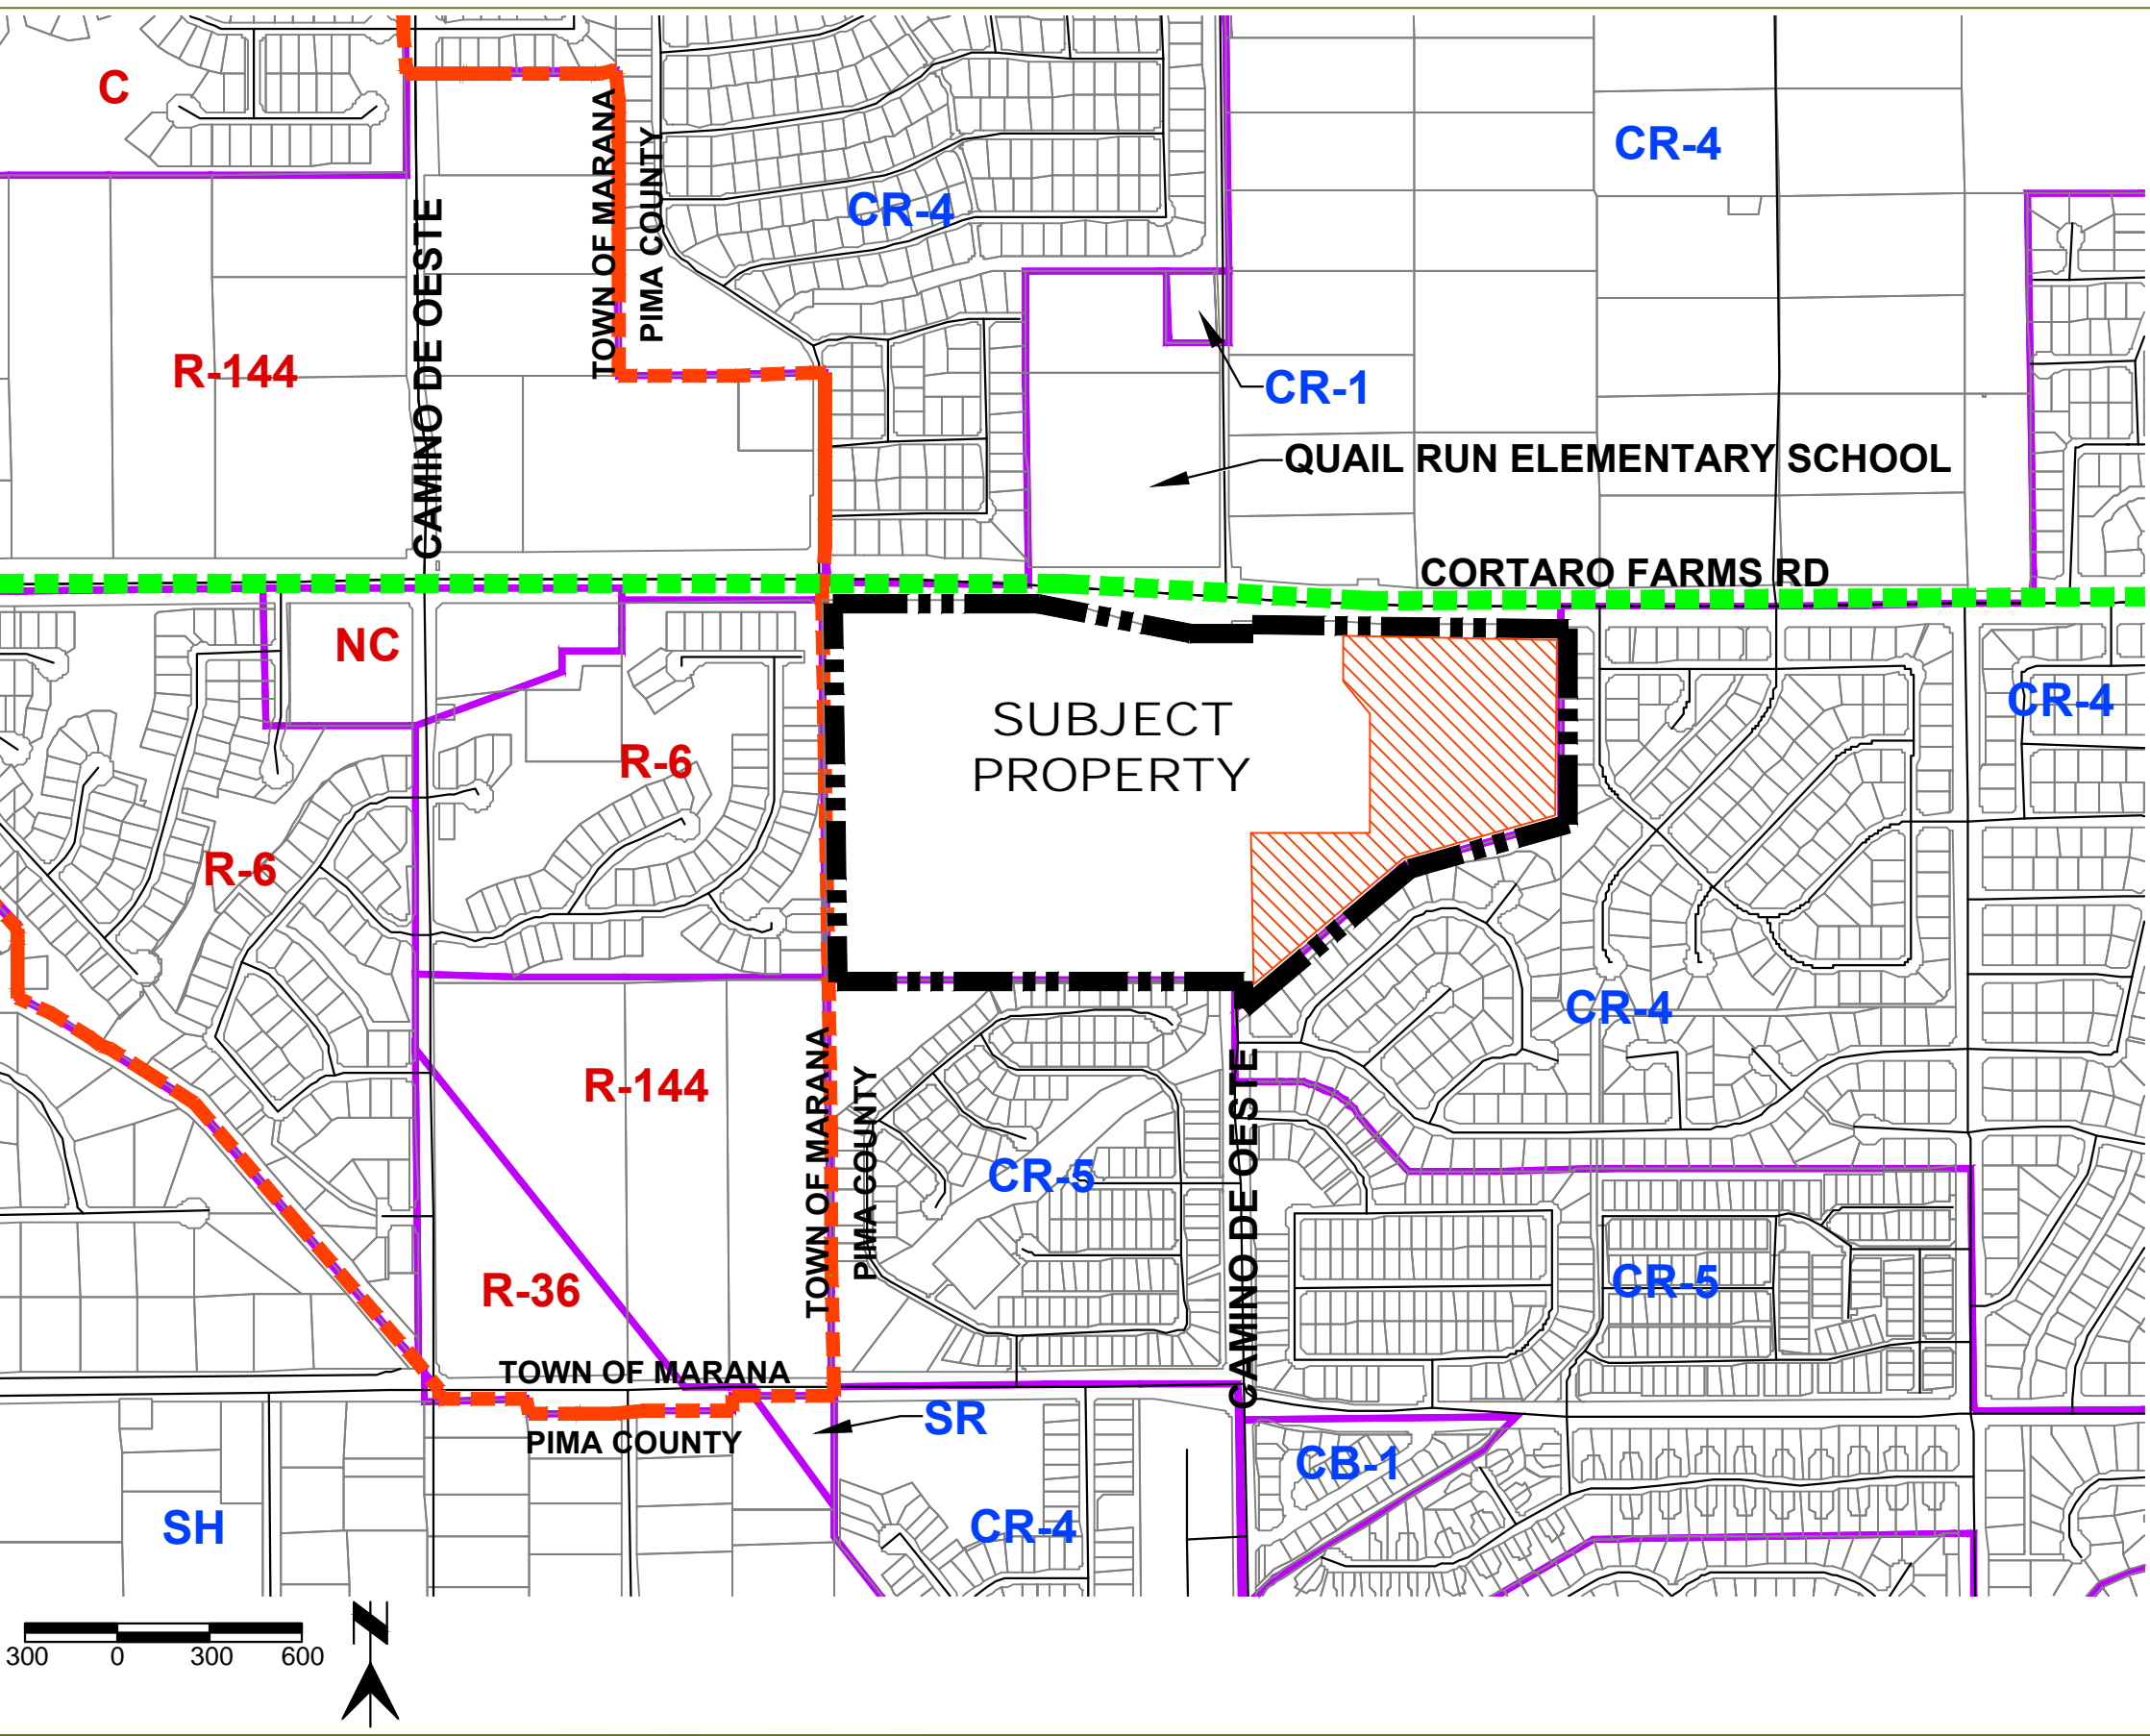 C
TOWN OF MARANA
PIMA COUNTY
CR-4
CR-4
CAMINO DE OESTE
R-144
CR-1
QUAIL RUN ELEMENTARY SCHOOL
CORTARO FARMS RD
NC
SUBJECT
PROPERTY
CR-4
R-6
R-6
CR-4
R-144
TOWN OF MARANA
PIMA COUNTY
CR-5
CAMINO DE OESTE
R-36
CR-5
TOWN OF MARANA
SR
PIMA COUNTY
CB-1
SH
CR-4
N
300 0 300 600